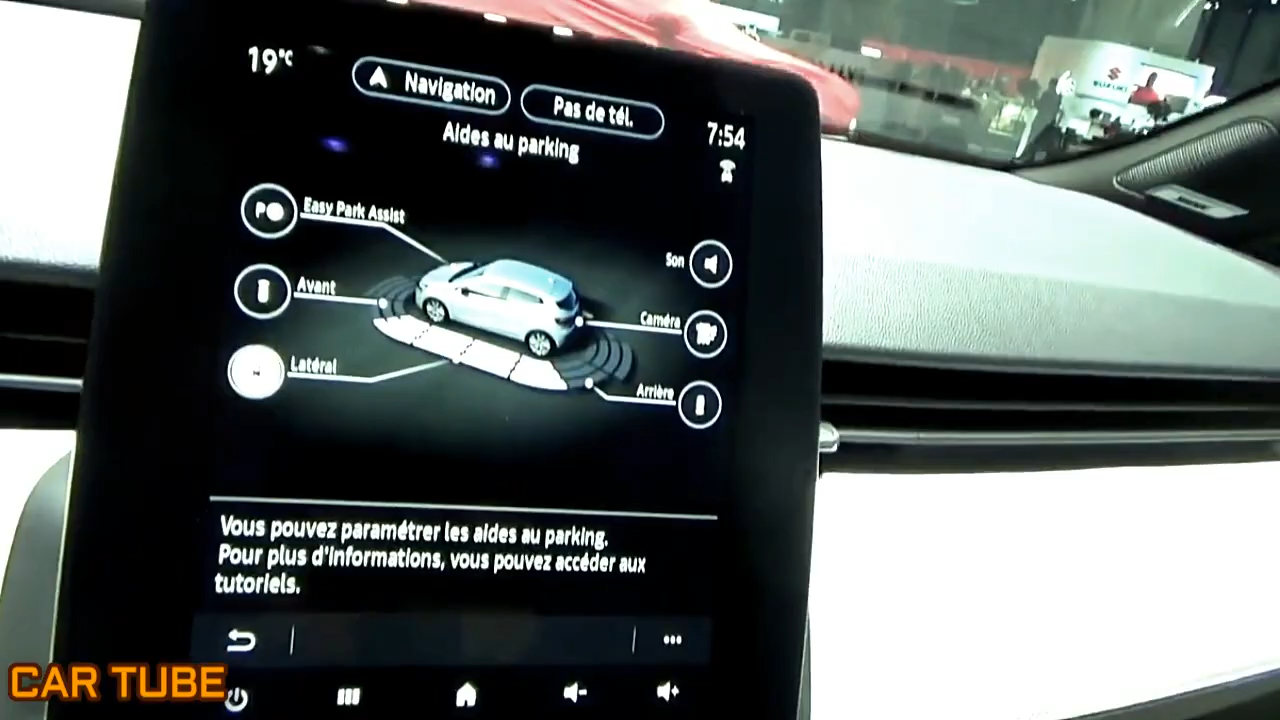 19°C
Navigation
Pas de tél.
7:54
Aides au parking
Easy Park Assist
Avant
Latéral
Son
Caméra
Arrière
Vous pouvez paramétrer les aides au parking.
Pour plus d'informations, vous pouvez accéder aux
tutoriels.
SUZUKI
CAR TUBE